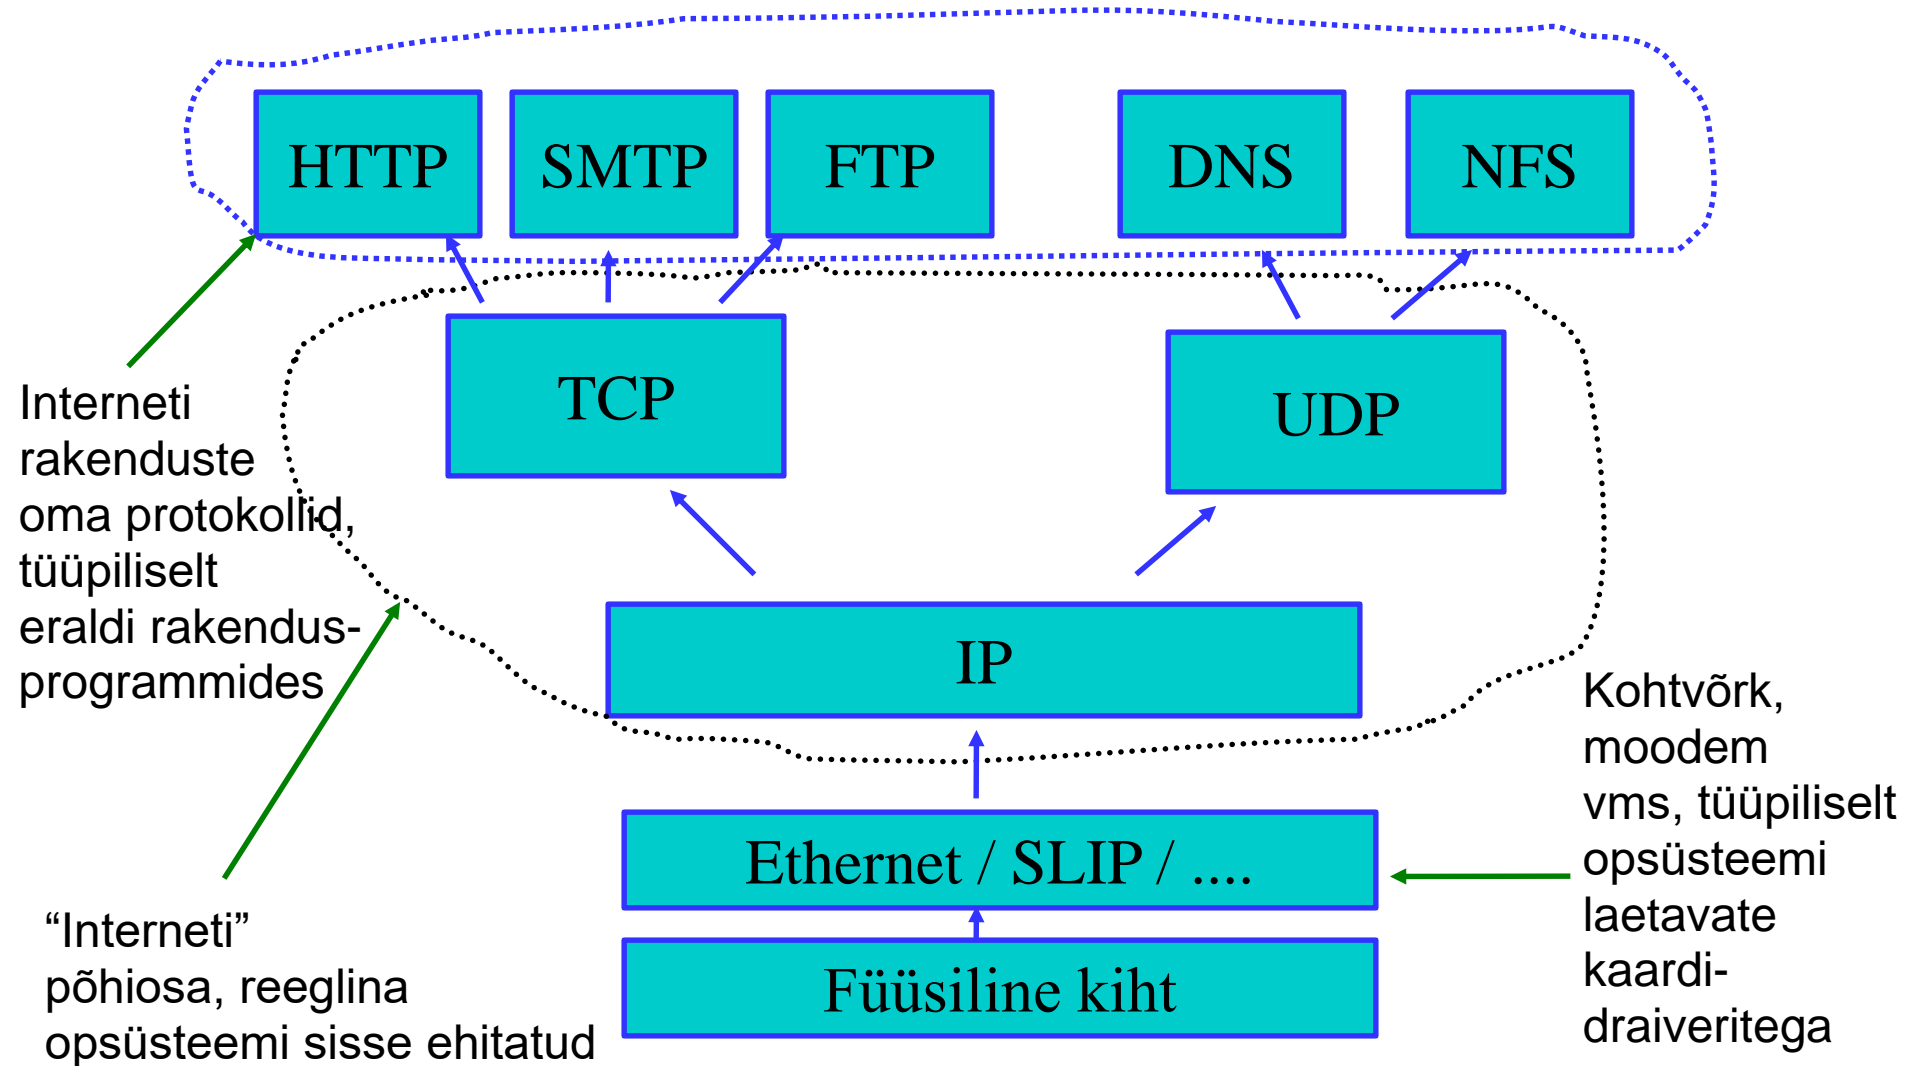 HTTP
SMTP
FTP
DNS
NFS
TCP
UDP
IP
Ethernet / SLIP / ....
Füüsiline kiht
Interneti
rakenduste
oma protokollid,
tüüpiliselt
eraldi rakendus-
programmides
“Interneti”
põhiosa, reeglina
opsüsteemi sisse ehitatud
Kohtvõrk,
moodem
vms, tüüpiliselt
opsüsteemi
laetavate
kaardi-
draiveritega